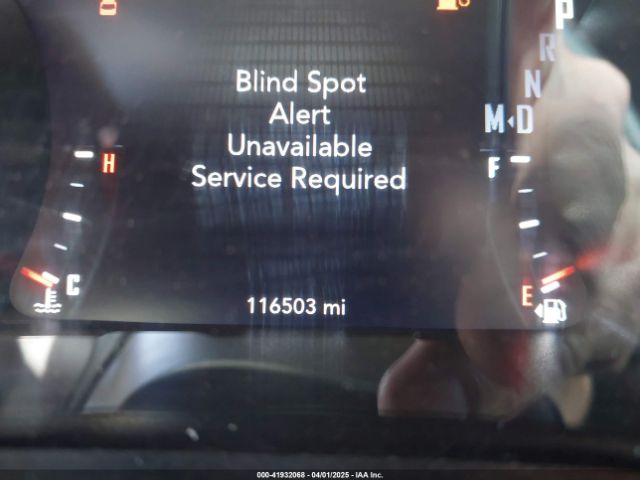 P
R
N
M◂D
Blind Spot
Alert
Unavailable
Service Required
H
F
C
E
116503 mi
000-41932068 - 04/01/2025 - IAA Inc.